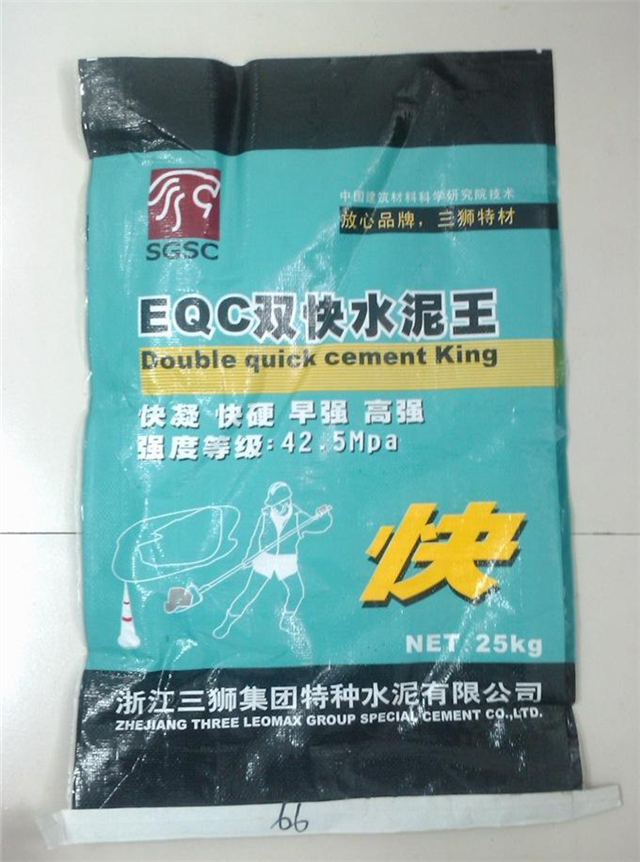 SGSC
中国建筑材料科学研究院技术
放心品牌，三狮特材
EQC双快水泥王
Double quick cement King
快凝 快硬 早强 高强
强度等级:42.5Mpa
快
NET 25kg
浙江三狮集团特种水泥有限公司
ZHEJIANG THREE LEOMAX GROUP SPECIAL CEMENT CO.,LTD.
66